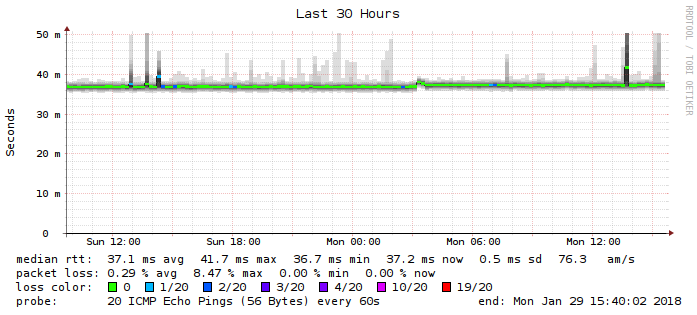 Last 30 Hours
RRDTOOL / TOBI OETIKER
Seconds
50 m
40 m
30 m
20 m
10 m
0
Sun 12:00 Sun 18:00 Mon 00:00 Mon 06:00 Mon 12:00
median rtt: 37.1 ms avg 41.7 ms max 36.7 ms min 37.2 ms now 0.5 ms sd 76.3 am/s
packet loss: 0.29 % avg 8.47 % max 0.00 % min 0.00 % now
loss color: 0 1/20 2/20 3/20 4/20 10/20 19/20
probe: 20 ICMP Echo Pings (56 Bytes) every 60s end: Mon Jan 29 15:40:02 2018